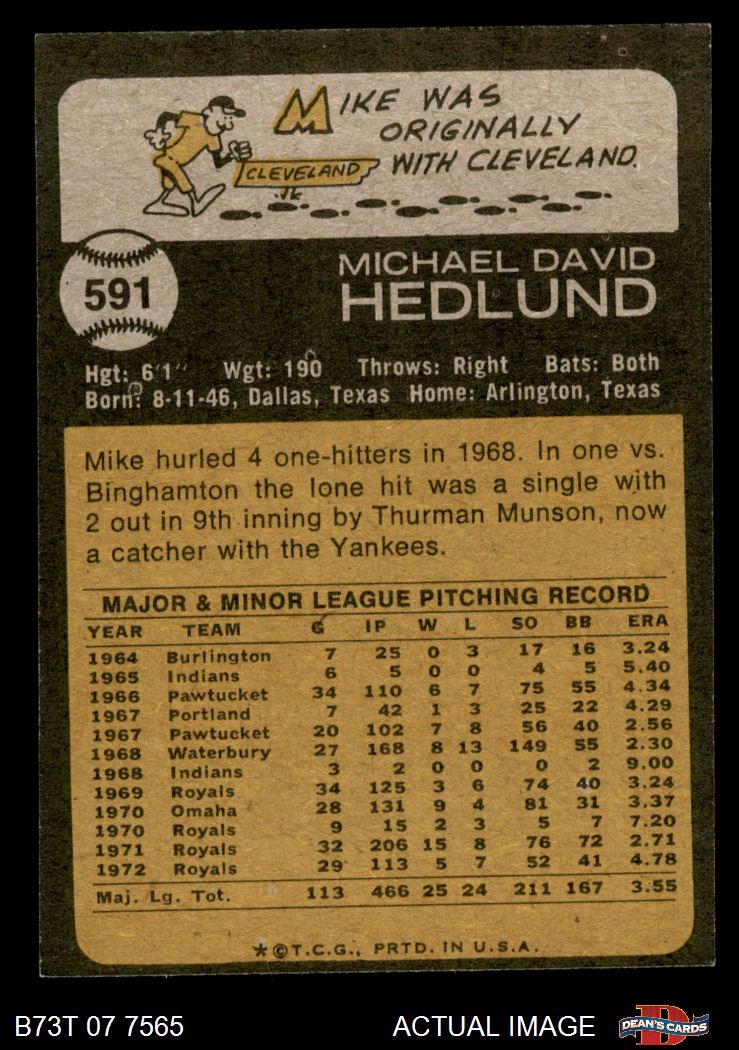 MIKE WAS
ORIGINALLY
WITH CLEVELAND.
CLEVELAND
591
MICHAEL DAVID
HEDLUND
Hgt: 6'1" Wgt: 190 Throws: Right Bats: Both
Born: 8-11-46, Dallas, Texas Home: Arlington, Texas
Mike hurled 4 one-hitters in 1968. In one vs.
Binghamton the lone hit was a single with
2 out in 9th inning by Thurman Munson, now
a catcher with the Yankees.
MAJOR & MINOR LEAGUE PITCHING RECORD
YEAR TEAM G IP W L SO BB ERA
1964 Burlington 7 25 0 3 17 16 3.24
1965 Indians 6 5 0 0 4 5 5.40
1966 Pawtucket 34 110 6 7 75 55 4.34
1967 Portland 7 42 1 3 25 22 4.29
1967 Pawtucket 20 102 7 8 56 40 2.56
1968 Waterbury 27 168 8 13 149 55 2.30
1968 Indians 3 2 0 0 0 2 9.00
1969 Royals 34 125 3 6 74 40 3.24
1970 Omaha 28 131 9 4 81 31 3.37
1970 Royals 9 15 2 3 5 7 7.20
1971 Royals 32 206 15 8 76 72 2.71
1972 Royals 29 113 5 7 52 41 4.78
Maj. Lg. Tot. 113 466 25 24 211 167 3.55
*©T.C.G., PRTD. IN U.S.A.
B73T 07 7565 ACTUAL IMAGE DEAN'S CARDS